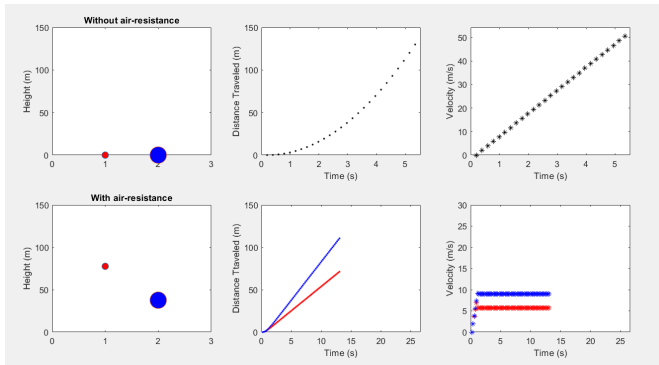 Without air-resistance
150
100
50
0
Height (m)
0 1 2 3
150
100
50
0
Distance Traveled (m)
0 1 2 3 4 5
Time (s)
50
40
30
20
10
0
Velocity (m/s)
0 1 2 3 4 5
Time (s)
With air-resistance
150
100
50
0
Height (m)
0 1 2 3
150
100
50
0
Distance Ttaveled (m)
0 5 10 15 20 25
Time (s)
30
25
20
15
10
5
0
Velocity (m/s)
0 5 10 15 20 25
Time (s)